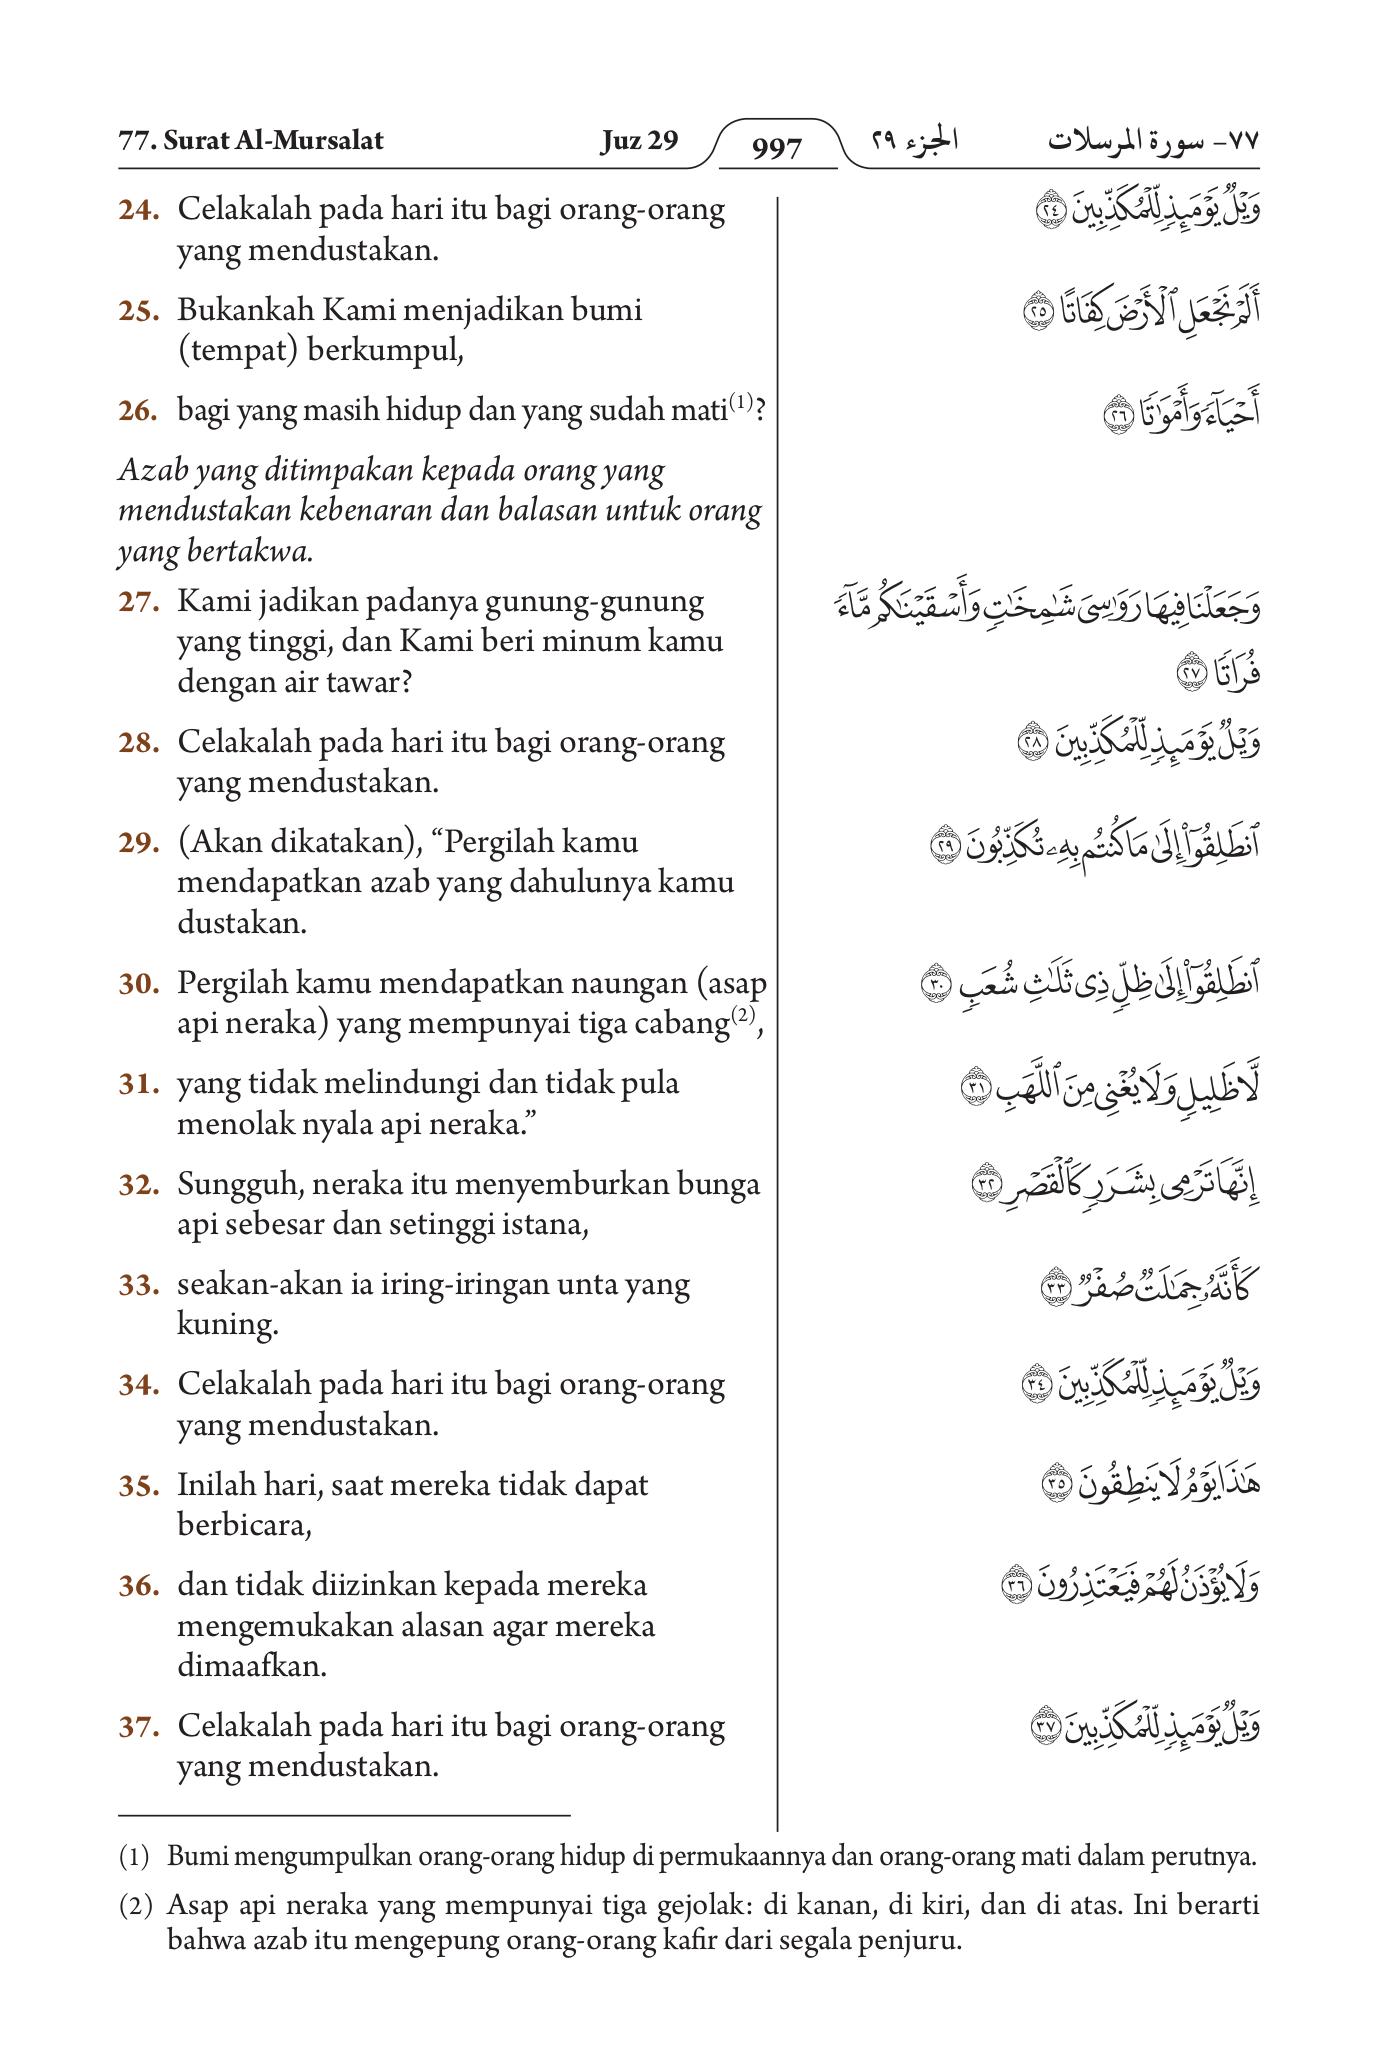 77. Surat Al-Mursalat Juz 29 997 الجزء ٢٩ ٧٧– سورة المرسلات
24. Celakalah pada hari itu bagi orang-orang
yang mendustakan.
وَيْلٌ يَوْمَئِذٍ لِّلْمُكَذِّبِينَ ٢٤
25. Bukankah Kami menjadikan bumi
(tempat) berkumpul,
أَلَمْ نَجْعَلِ ٱلْأَرْضَ كِفَاتًا ٢٥
26. bagi yang masih hidup dan yang sudah mati(1)?
أَحْيَآءً وَأَمْوَٰتًا ٢٦
Azab yang ditimpakan kepada orang yang
mendustakan kebenaran dan balasan untuk orang
yang bertakwa.
27. Kami jadikan padanya gunung-gunung
yang tinggi, dan Kami beri minum kamu
dengan air tawar?
وَجَعَلْنَا فِيهَا رَوَٰسِىَ شَٰمِخَٰتٍ وَأَسْقَيْنَٰكُم مَّآءً
فُرَاتًا ٢٧
28. Celakalah pada hari itu bagi orang-orang
yang mendustakan.
وَيْلٌ يَوْمَئِذٍ لِّلْمُكَذِّبِينَ ٢٨
29. (Akan dikatakan), “Pergilah kamu
mendapatkan azab yang dahulunya kamu
dustakan.
ٱنطَلِقُوٓا۟ إِلَىٰ مَا كُنتُم بِهِۦ تُكَذِّبُونَ ٢٩
30. Pergilah kamu mendapatkan naungan (asap
api neraka) yang mempunyai tiga cabang(2),
ٱنطَلِقُوٓا۟ إِلَىٰ ظِلٍّ ذِى ثَلَٰثِ شُعَبٍ ٣٠
31. yang tidak melindungi dan tidak pula
menolak nyala api neraka.”
لَّا ظَلِيلٍ وَلَا يُغْنِى مِنَ ٱللَّهَبِ ٣١
32. Sungguh, neraka itu menyemburkan bunga
api sebesar dan setinggi istana,
إِنَّهَا تَرْمِى بِشَرَرٍ كَٱلْقَصْرِ ٣٢
33. seakan-akan ia iring-iringan unta yang
kuning.
كَأَنَّهُۥ جِمَٰلَتٌ صُفْرٌ ٣٣
34. Celakalah pada hari itu bagi orang-orang
yang mendustakan.
وَيْلٌ يَوْمَئِذٍ لِّلْمُكَذِّبِينَ ٣٤
35. Inilah hari, saat mereka tidak dapat
berbicara,
هَٰذَا يَوْمُ لَا يَنطِقُونَ ٣٥
36. dan tidak diizinkan kepada mereka
mengemukakan alasan agar mereka
dimaafkan.
وَلَا يُؤْذَنُ لَهُمْ فَيَعْتَذِرُونَ ٣٦
37. Celakalah pada hari itu bagi orang-orang
yang mendustakan.
وَيْلٌ يَوْمَئِذٍ لِّلْمُكَذِّبِينَ ٣٧
(1) Bumi mengumpulkan orang-orang hidup di permukaannya dan orang-orang mati dalam perutnya.
(2) Asap api neraka yang mempunyai tiga gejolak: di kanan, di kiri, dan di atas. Ini berarti
bahwa azab itu mengepung orang-orang kafir dari segala penjuru.